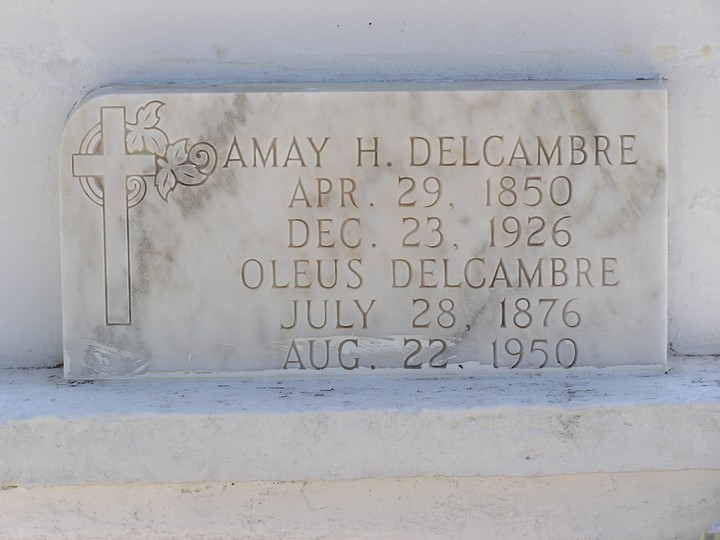 AMAY H. DELCAMBRE
APR. 29, 1850
DEC. 23, 1926
OLEUS DELCAMBRE
JULY 28, 1876
AUG. 22, 1950